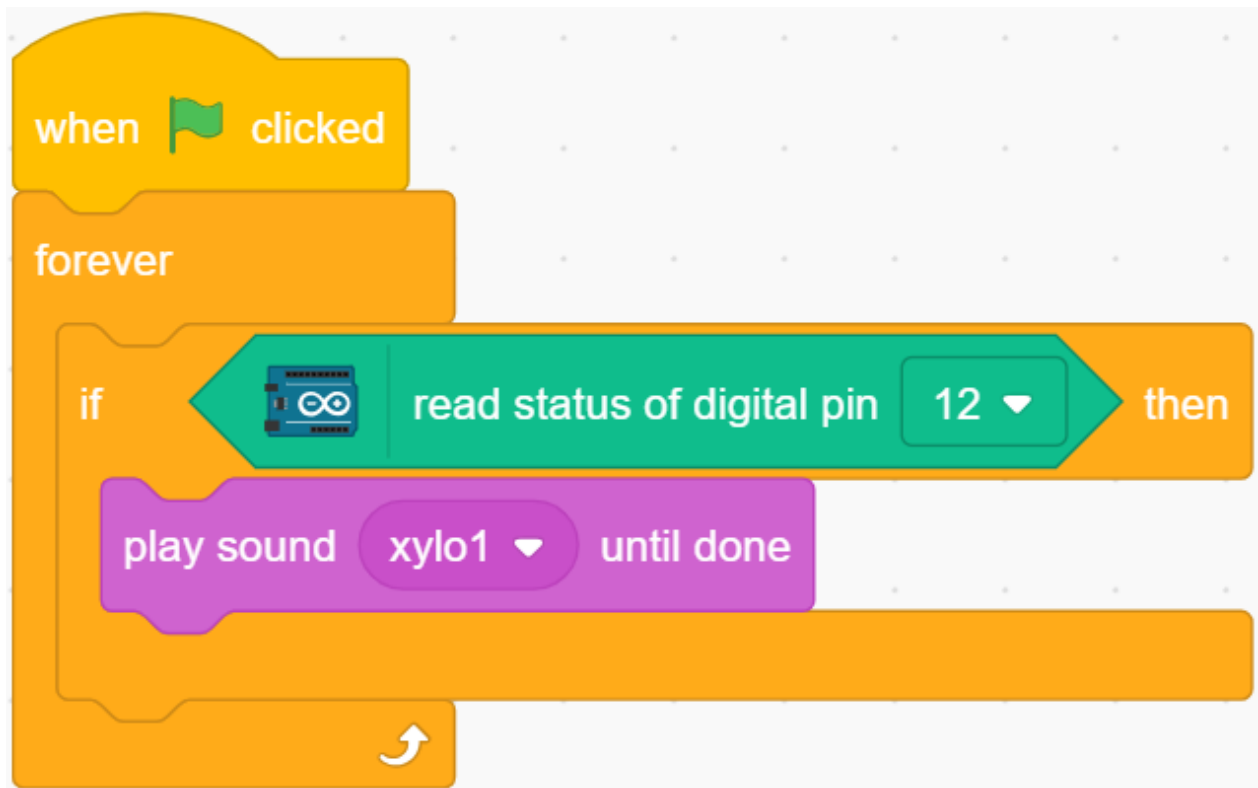 when clicked
forever
if read status of digital pin 12 then
play sound xylo1 until done